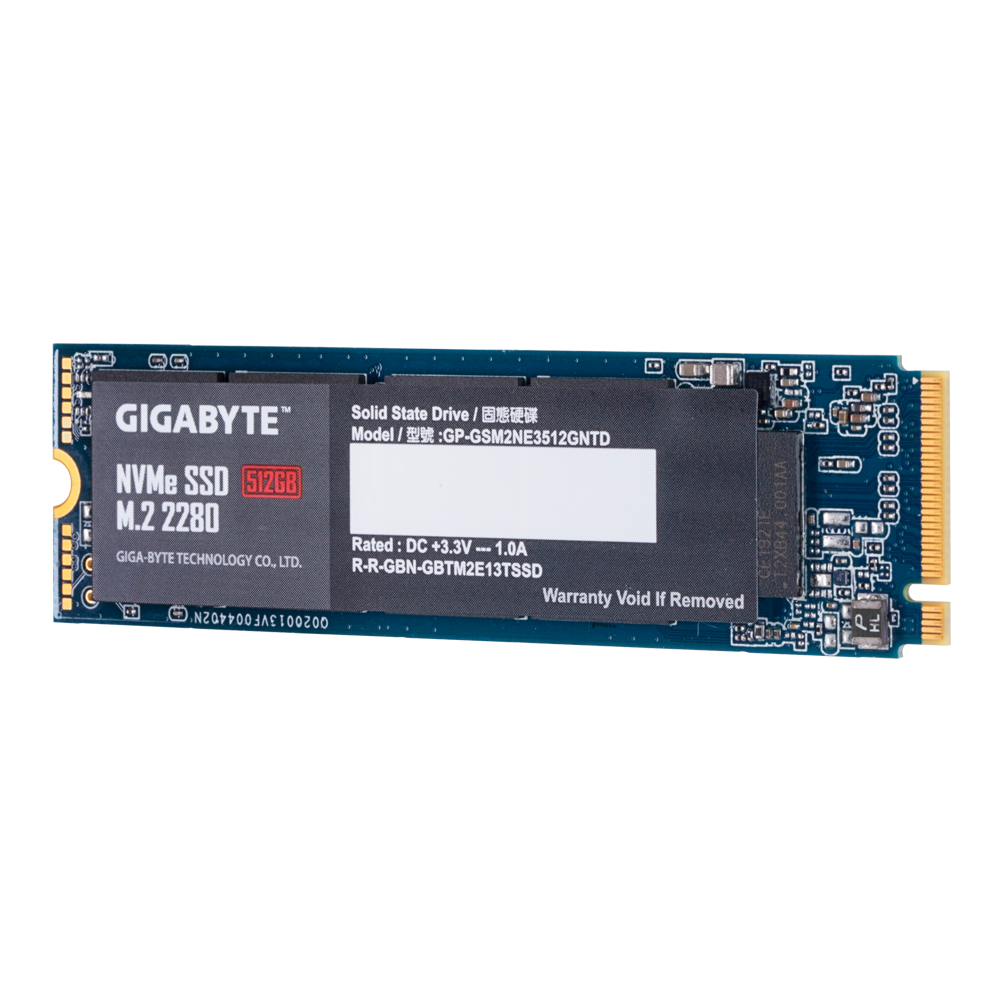 GIGABYTE™
NVMe SSD 512GB
M.2 2280
GIGA-BYTE TECHNOLOGY CO., LTD.
Solid State Drive / 固態硬碟
Model / 型號 :GP-GSM2NE3512GNTD
Rated : DC +3.3V --- 1.0A
R-R-GBN-GBTM2E13TSSD
Warranty Void If Removed
PHL